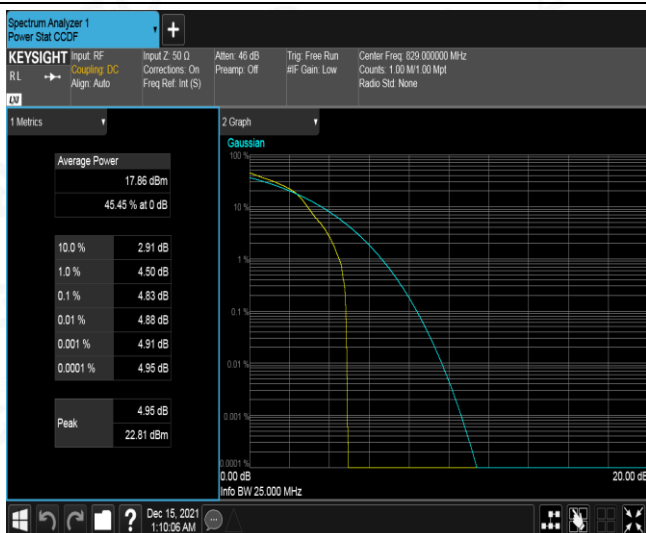 Spectrum Analyzer 1
Power Stat CCDF
+
KEYSIGHT
RL
LXI
Input: RF
Coupling: DC
Align: Auto
Input Z: 50 Ω
Corrections: On
Freq Ref: Int (S)
Atten: 46 dB
Preamp: Off
Trig: Free Run
#IF Gain: Low
Center Freq: 829.000000 MHz
Counts: 1.00 M/1.00 Mpt
Radio Std: None
1 Metrics
Average Power
17.86 dBm
45.45 % at 0 dB
10.0 % 2.91 dB
1.0 % 4.50 dB
0.1 % 4.83 dB
0.01 % 4.88 dB
0.001 % 4.91 dB
0.0001 % 4.95 dB
Peak
4.95 dB
22.81 dBm
2 Graph
Gaussian
100 %
10 %
1 %
0.1 %
0.01 %
0.001 %
0.0001 %
0.00 dB 20.00 dB
Info BW 25.000 MHz
?
Dec 15, 2021
1:10:06 AM